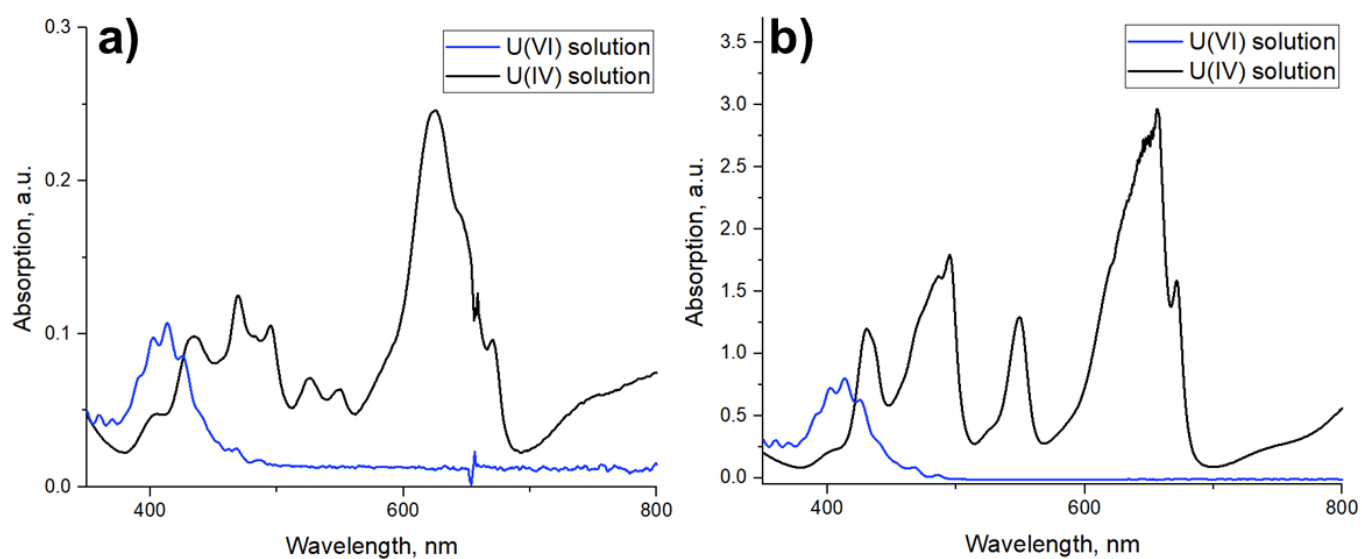 a)
U(VI) solution
U(IV) solution
0.3
0.2
0.1
0.0
Absorption, a.u.
400
600
800
Wavelength, nm
b)
U(VI) solution
U(IV) solution
3.5
3.0
2.5
2.0
1.5
1.0
0.5
0.0
Absorption, a.u.
400
600
800
Wavelength, nm